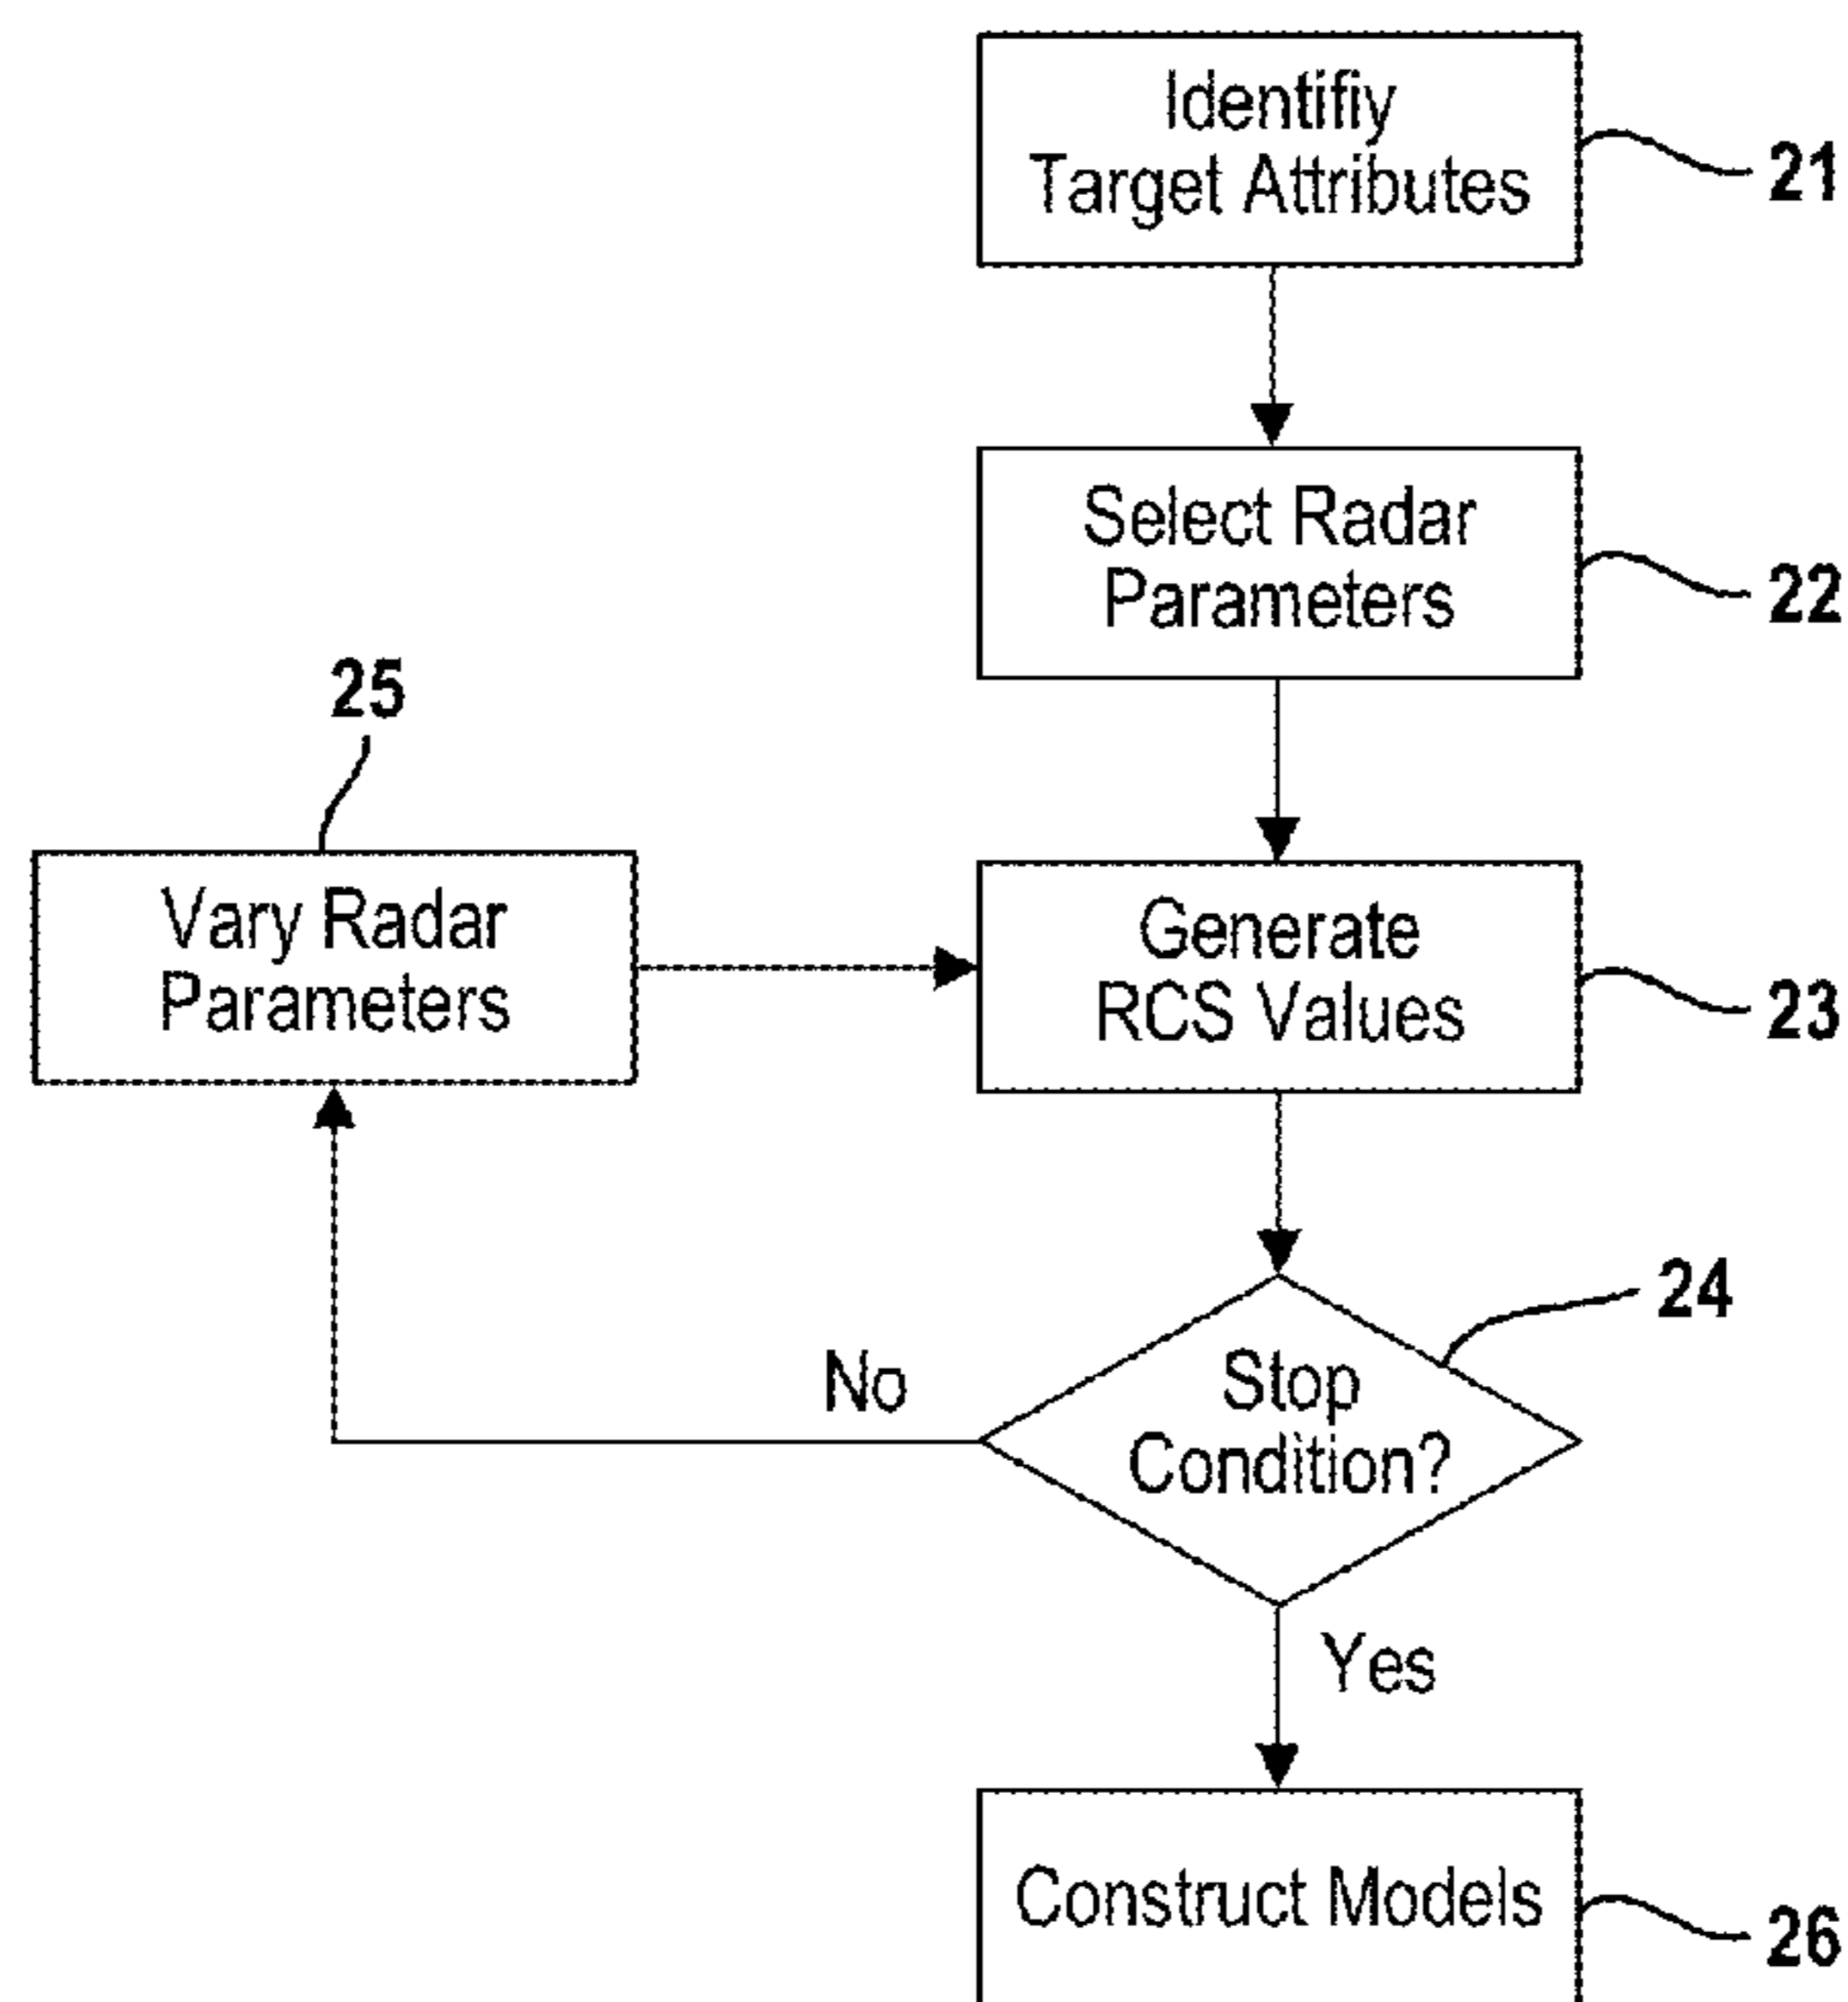 Identifiy
Target Attributes
21
Select Radar
Parameters
22
25
Vary Radar
Parameters
Generate
RCS Values
23
24
No
Stop
Condition?
Yes
Construct Models
26